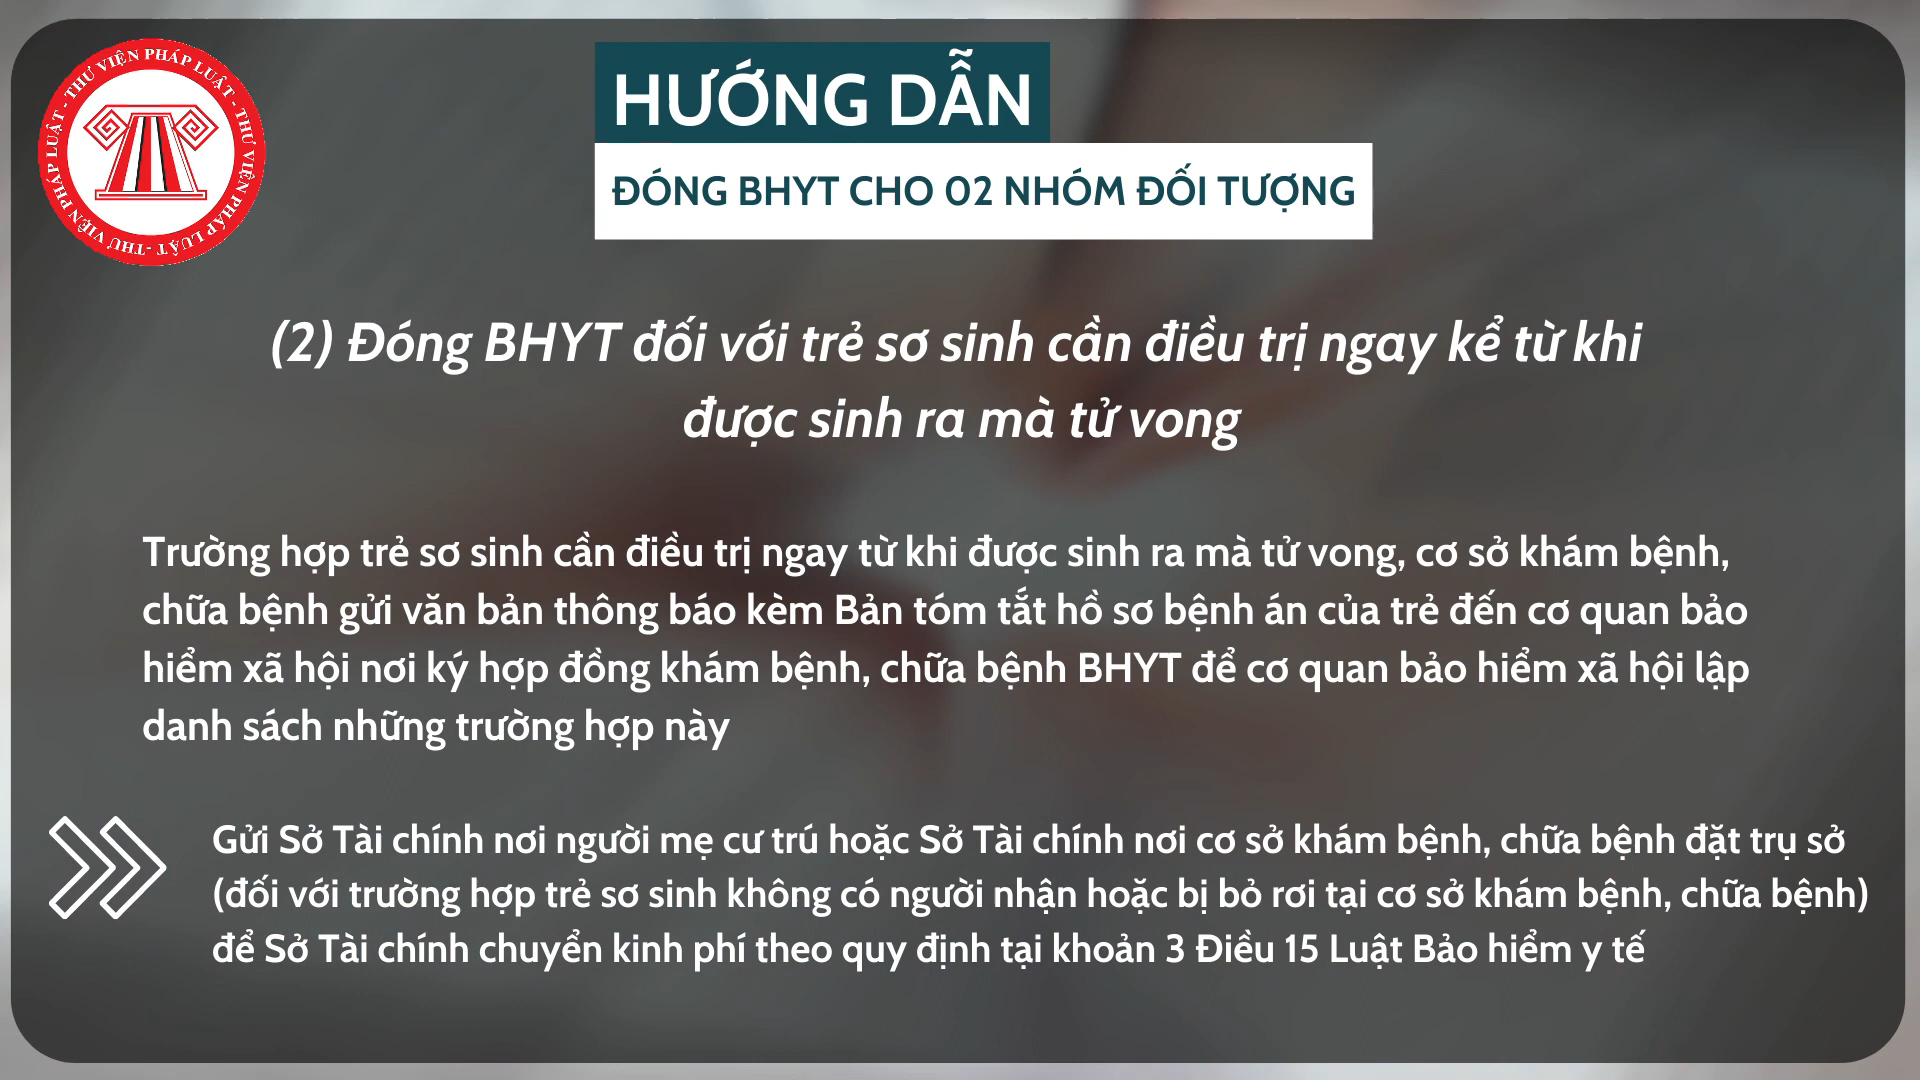 THƯ VIỆN PHÁP LUẬT - THƯ VIỆN PHÁP LUẬT - THƯ VIỆN PHÁP LUẬT -
HƯỚNG DẪN
ĐÓNG BHYT CHO 02 NHÓM ĐỐI TƯỢNG
(2) Đóng BHYT đối với trẻ sơ sinh cần điều trị ngay kể từ khi
được sinh ra mà tử vong
Trường hợp trẻ sơ sinh cần điều trị ngay từ khi được sinh ra mà tử vong, cơ sở khám bệnh,
chữa bệnh gửi văn bản thông báo kèm Bản tóm tắt hồ sơ bệnh án của trẻ đến cơ quan bảo
hiểm xã hội nơi ký hợp đồng khám bệnh, chữa bệnh BHYT để cơ quan bảo hiểm xã hội lập
danh sách những trường hợp này
Gửi Sở Tài chính nơi người mẹ cư trú hoặc Sở Tài chính nơi cơ sở khám bệnh, chữa bệnh đặt trụ sở
(đối với trường hợp trẻ sơ sinh không có người nhận hoặc bị bỏ rơi tại cơ sở khám bệnh, chữa bệnh)
để Sở Tài chính chuyển kinh phí theo quy định tại khoản 3 Điều 15 Luật Bảo hiểm y tế